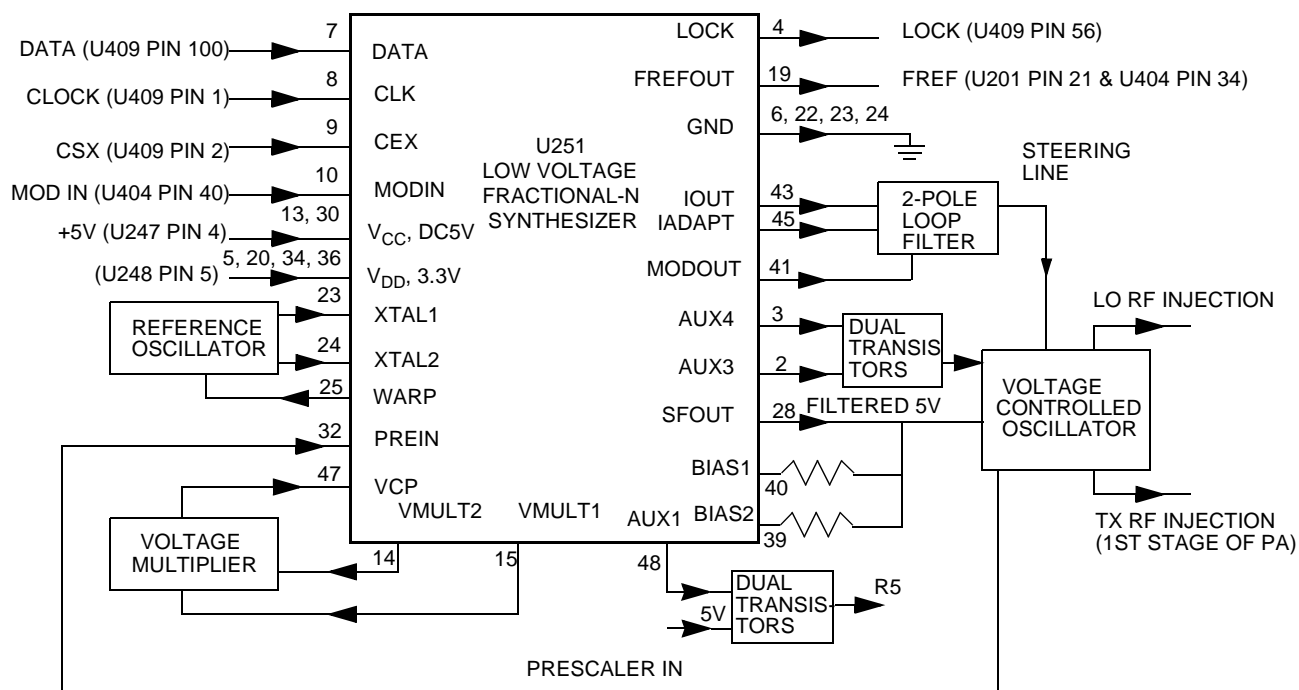 7
DATA (U409 PIN 100)
DATA
8
CLOCK (U409 PIN 1)
CLK
9
CSX (U409 PIN 2)
CEX
10
MOD IN (U404 PIN 40)
MODIN
13, 30
+5V (U247 PIN 4)
VCC, DC5V
5, 20, 34, 36
(U248 PIN 5)
VDD, 3.3V
23
XTAL1
REFERENCE
OSCILLATOR
24
XTAL2
25
WARP
32
PREIN
47
VCP
VOLTAGE
MULTIPLIER
VMULT2
14
VMULT1
15
AUX1
48
U251
LOW VOLTAGE
FRACTIONAL-N
SYNTHESIZER
LOCK
4
LOCK (U409 PIN 56)
FREFOUT
19
FREF (U201 PIN 21 & U404 PIN 34)
GND
6, 22, 23, 24
IOUT
43
IADAPT
45
MODOUT
41
2-POLE
LOOP
FILTER
STEERING
LINE
AUX4
3
AUX3
2
DUAL
TRANSIS
TORS
SFOUT
28
FILTERED 5V
BIAS1
40
BIAS2
39
VOLTAGE
CONTROLLED
OSCILLATOR
LO RF INJECTION
TX RF INJECTION
(1ST STAGE OF PA)
5V
DUAL
TRANSIS-
TORS
R5
PRESCALER IN